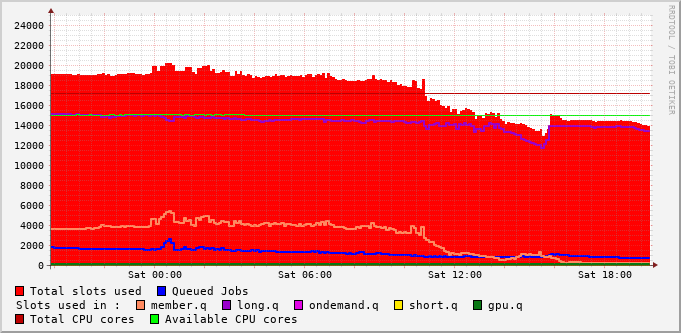 RRDTOOL / TOBI OETIKER
24000
22000
20000
18000
16000
14000
12000
10000
8000
6000
4000
2000
0
Sat 00:00 Sat 06:00 Sat 12:00 Sat 18:00
Total slots used Queued Jobs
Slots used in : member.q long.q ondemand.q short.q gpu.q
Total CPU cores Available CPU cores